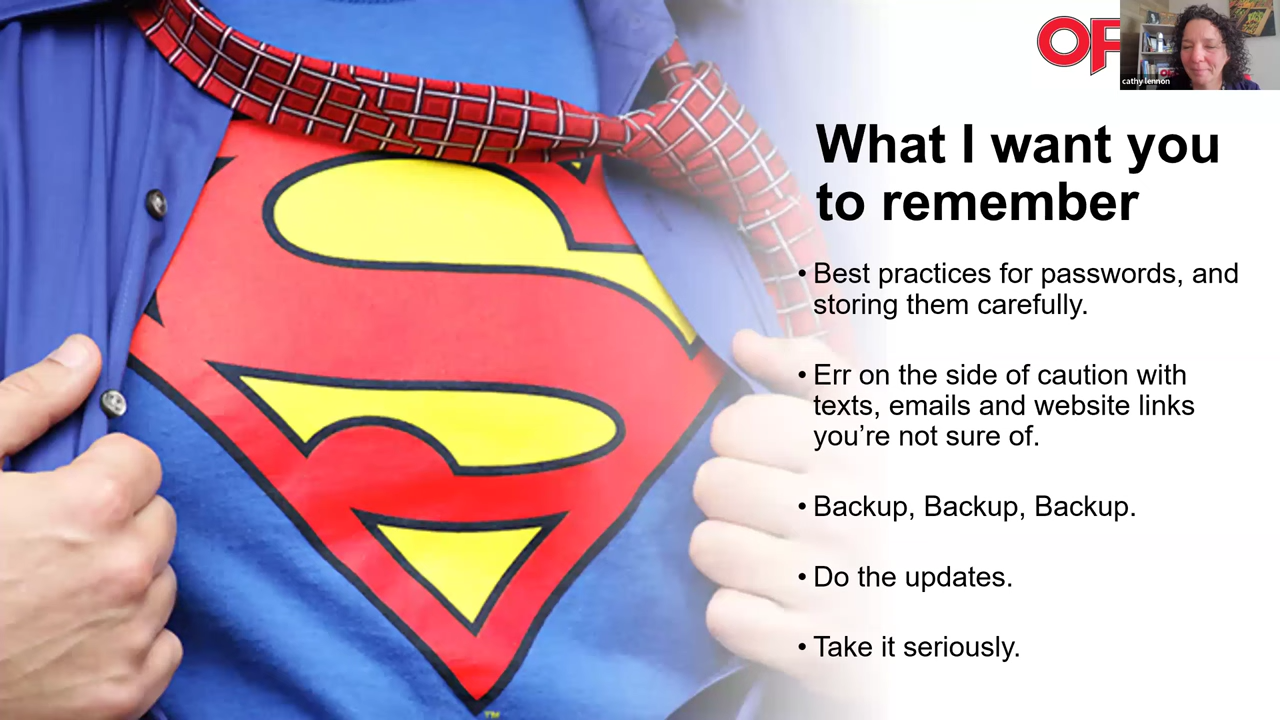 OF
cathy lennon
What I want you
to remember
• Best practices for passwords, and
storing them carefully.
• Err on the side of caution with
texts, emails and website links
you’re not sure of.
• Backup, Backup, Backup.
• Do the updates.
• Take it seriously.
S
™